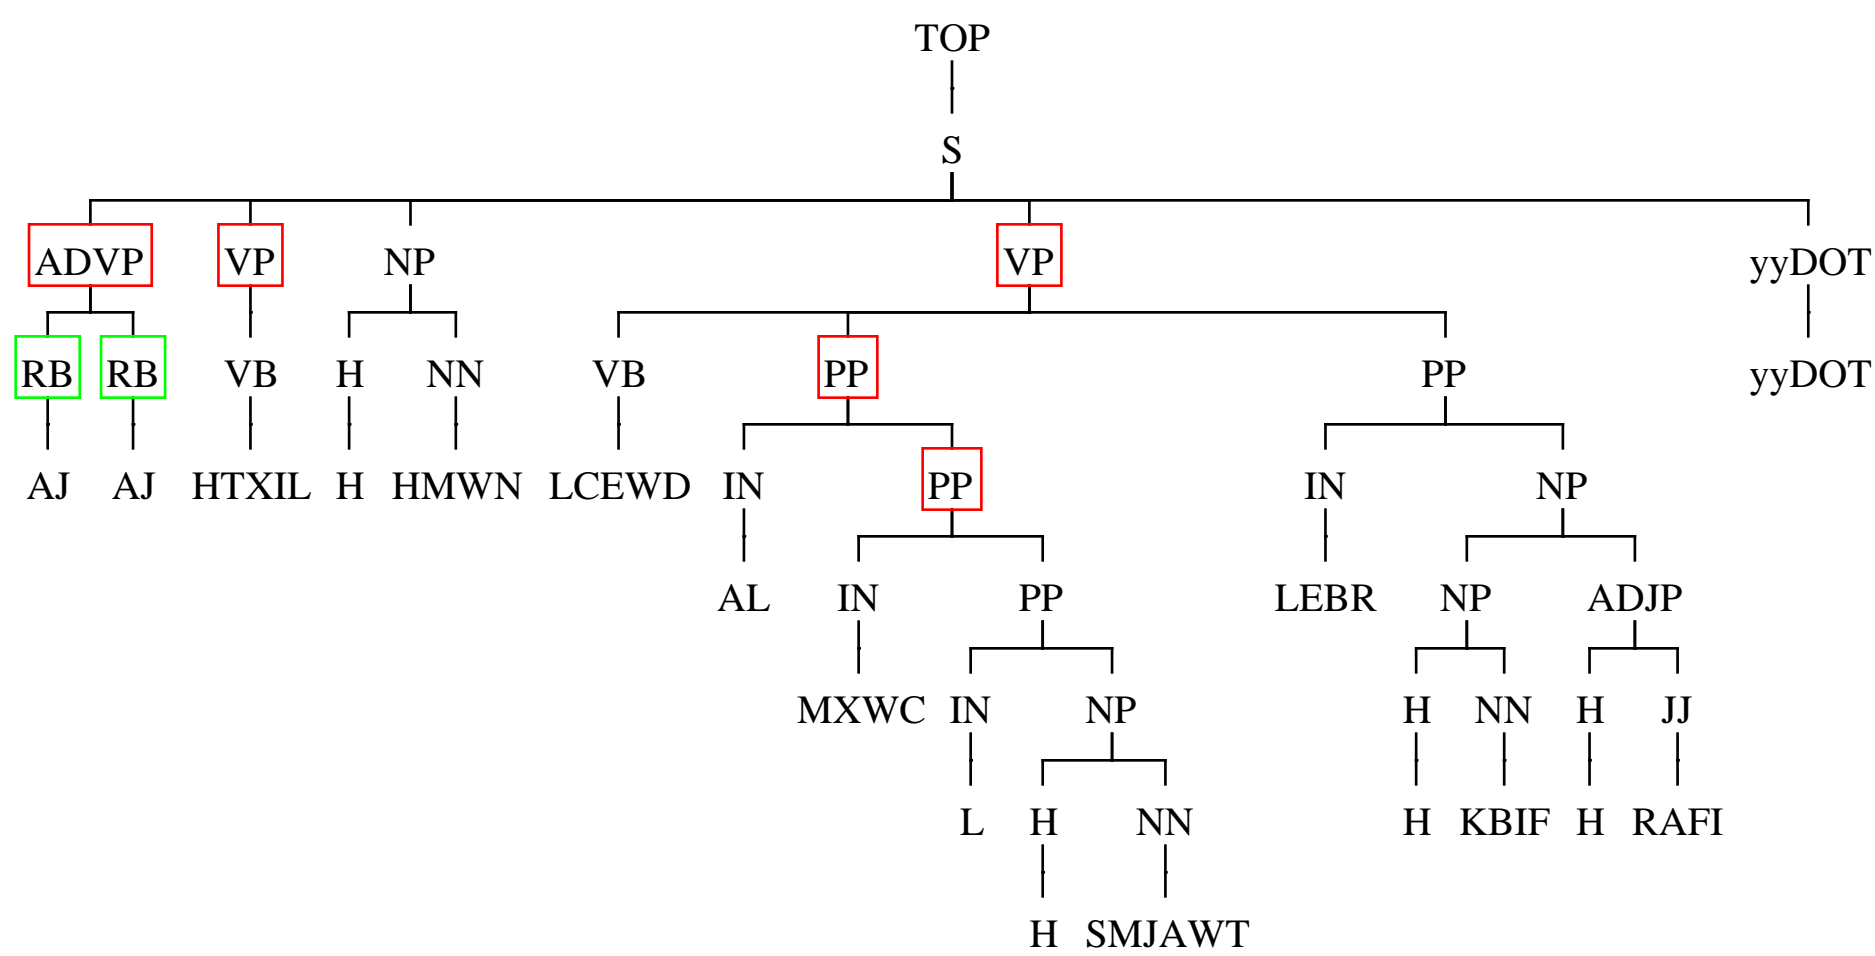 TOP
S
ADVP VP NP VP yyDOT
RB RB VB H NN VB PP PP yyDOT
AJ AJ HTXIL H HMWN LCEWD IN PP IN NP
AL IN PP LEBR NP ADJP
MXWC IN NP H NN H JJ
L H NN H KBIF H RAFI
H SMJAWT